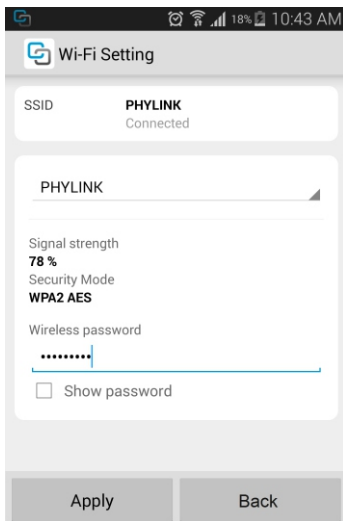 18% 10:43 AM
Wi-Fi Setting
SSID PHYLINK
Connected
PHYLINK
Signal strength
78 %
Security Mode
WPA2 AES
Wireless password
•••••••••
Show password
Apply Back